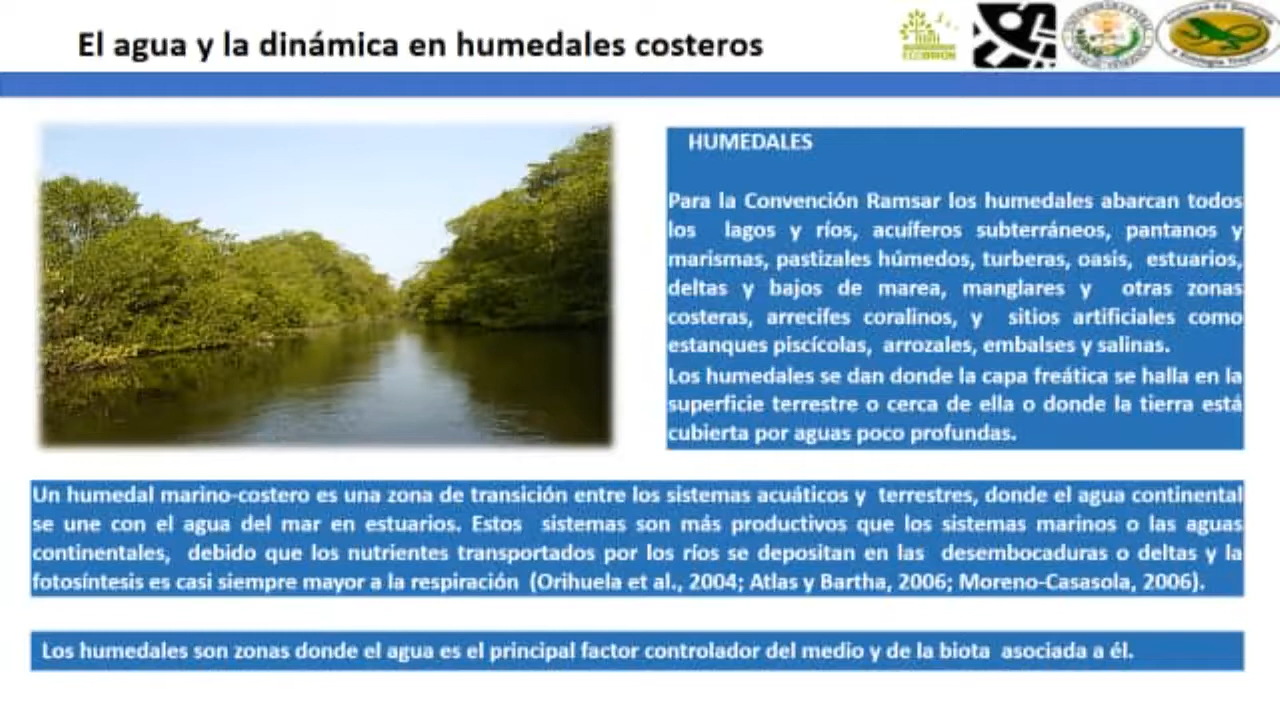 El agua y la dinámica en humedales costeros
HUMEDALES
Para la Convención Ramsar los humedales abarcan todos
los lagos y ríos, acuíferos subterráneos, pantanos y
marismas, pastizales húmedos, turberas, oasis, estuarios,
deltas y bajos de marea, manglares y otras zonas
costeras, arrecifes coralinos, y sitios artificiales como
estanques piscícolas, arrozales, embalses y salinas.
Los humedales se dan donde la capa freática se halla en la
superficie terrestre o cerca de ella o donde la tierra está
cubierta por aguas poco profundas.
Un humedal marino-costero es una zona de transición entre los sistemas acuáticos y terrestres, donde el agua continental
se une con el agua del mar en estuarios. Estos sistemas son más productivos que los sistemas marinos o las aguas
continentales, debido que los nutrientes transportados por los ríos se depositan en las desembocaduras o deltas y la
fotosíntesis es casi siempre mayor a la respiración (Orihuela et al., 2004; Atlas y Bartha, 2006; Moreno-Casasola, 2006).
Los humedales son zonas donde el agua es el principal factor controlador del medio y de la biota asociada a él.